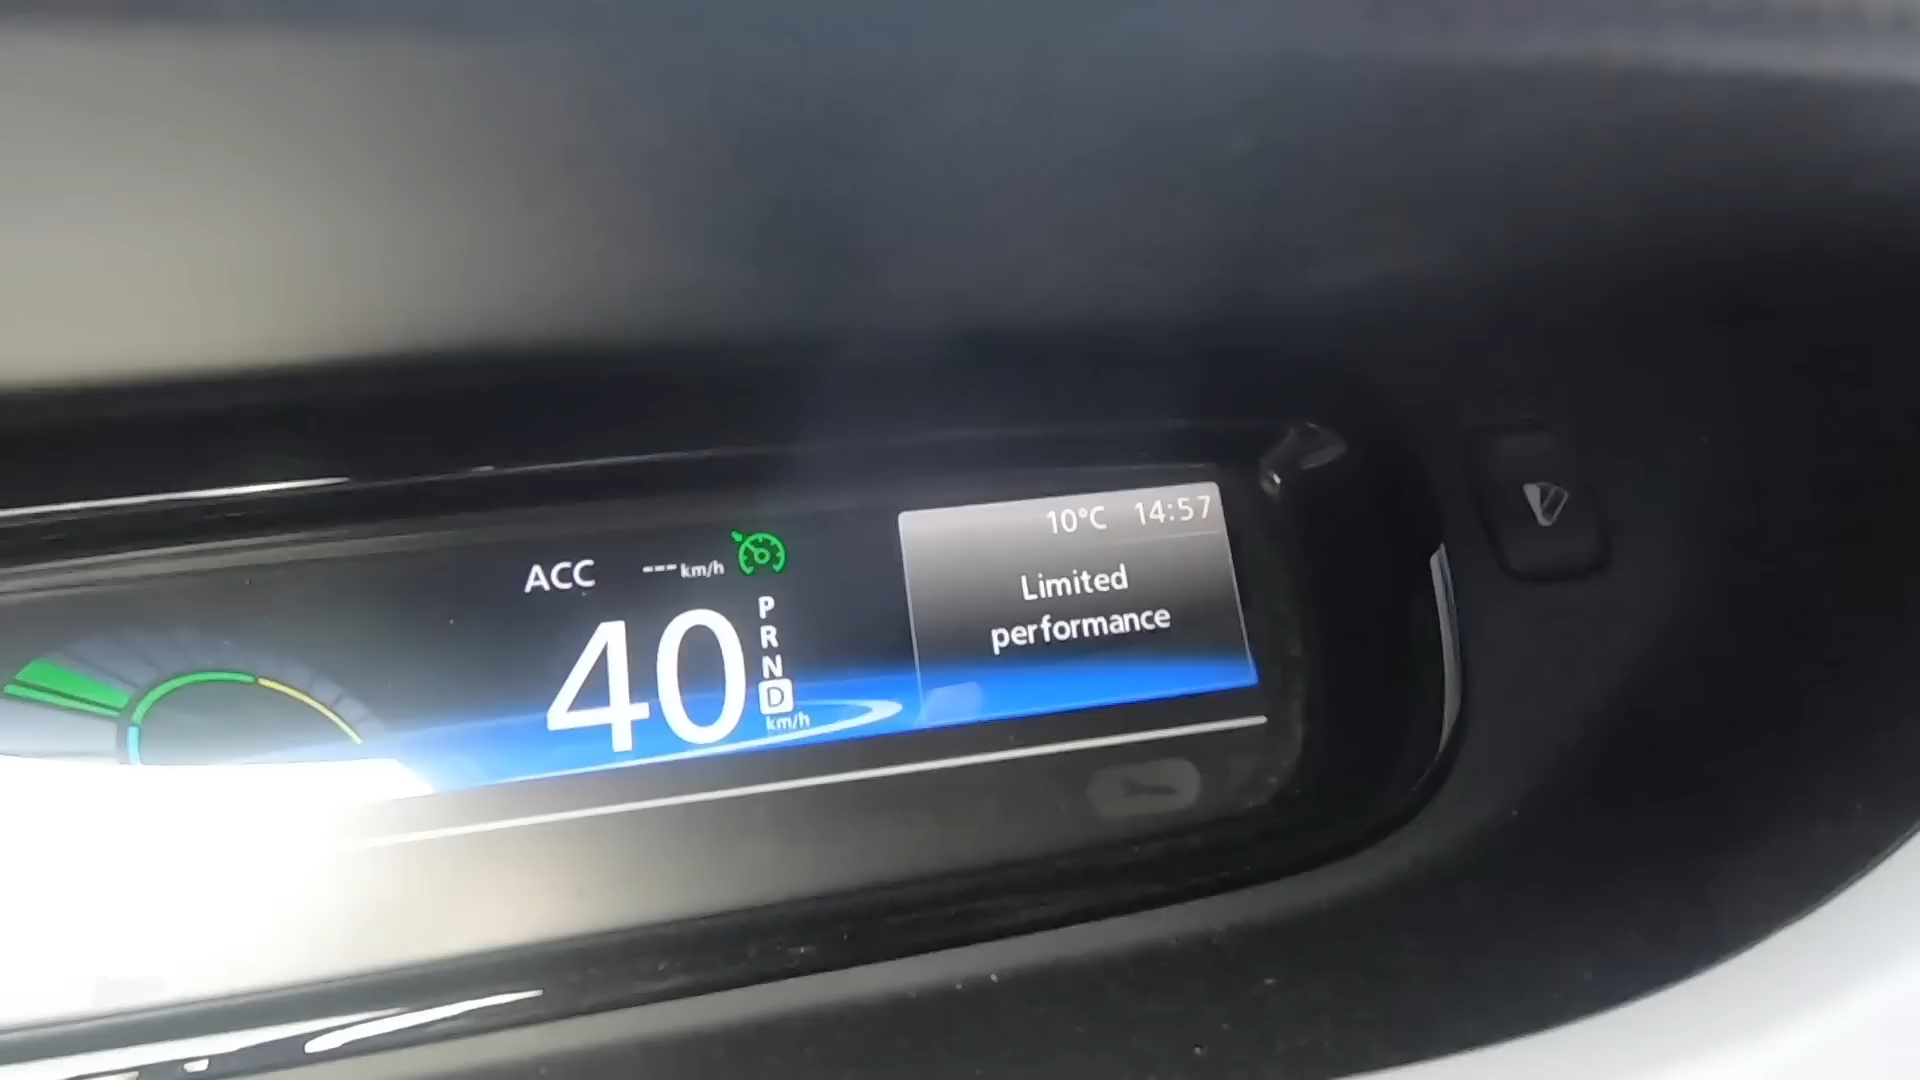 10°C 14:57
ACC ---km/h
Limited
performance
40
P
R
N
D
km/h